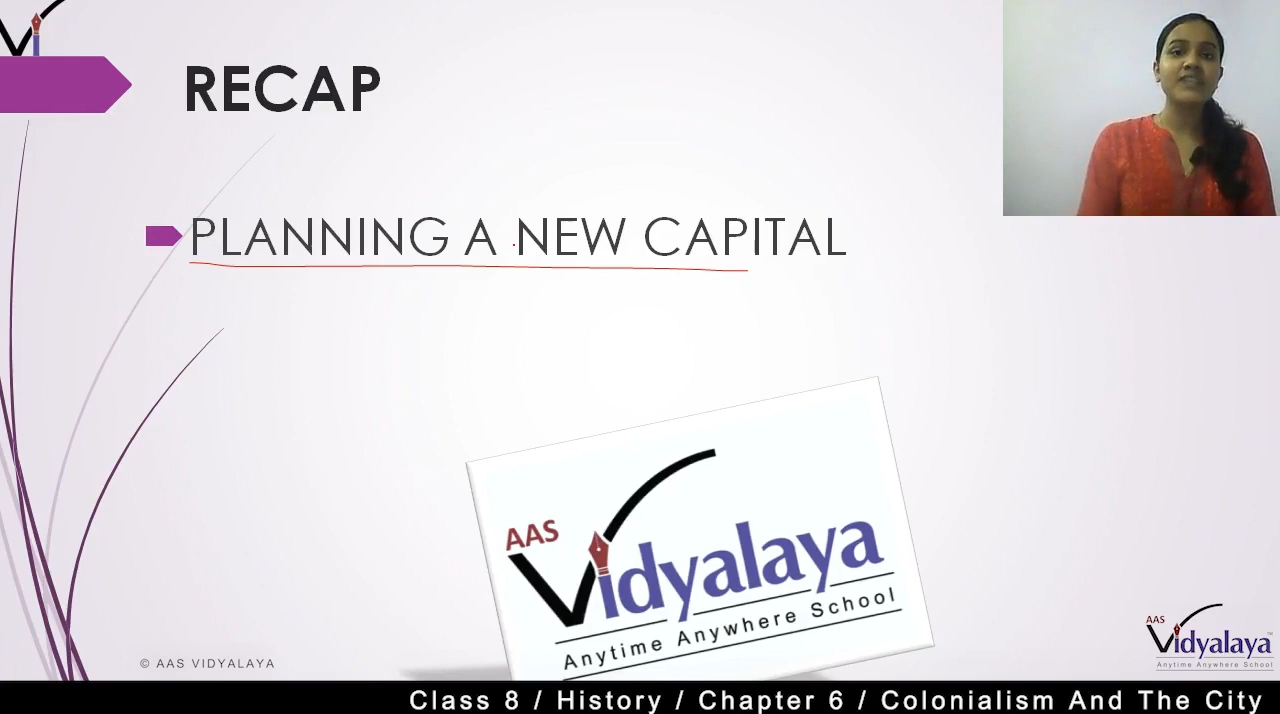 RECAP
PLANNING A NEW CAPITAL
AAS
Vidyalaya
Anytime Anywhere School
© AAS VIDYALAYA
AAS
Vidyalaya
Anytime Anywhere School
Class 8 / History / Chapter 6 / Colonialism And The City